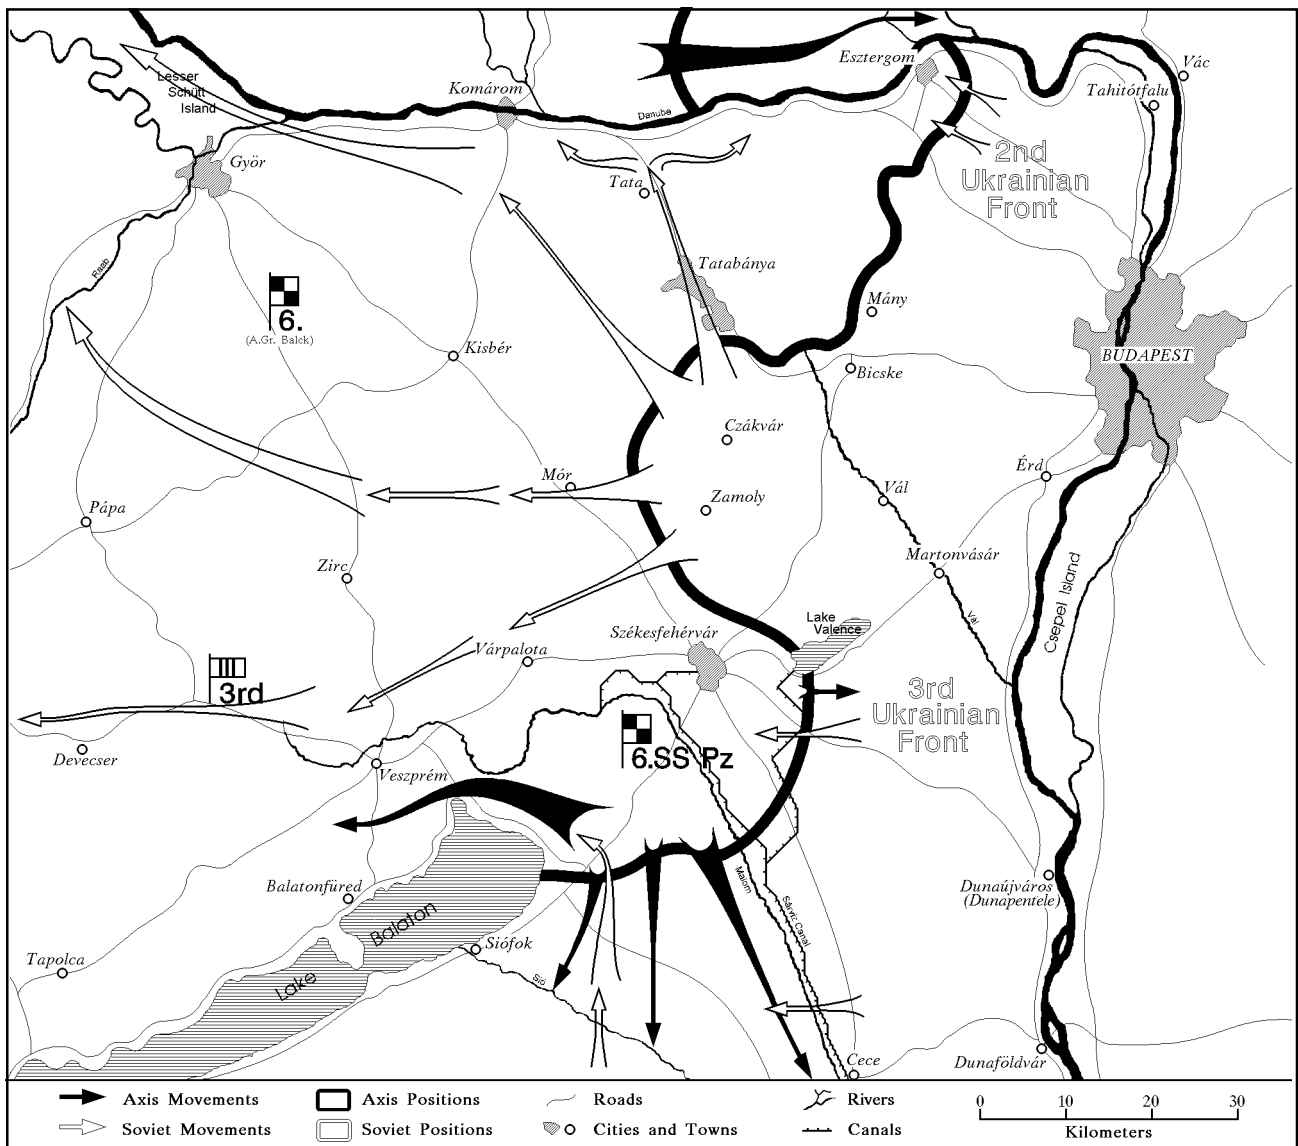 Esztergom
Vác
Tahitótfalu
Lesser
Schütt
Island
Komárom
Danube
Györ
Tata
2nd
Ukrainian
Front
Raab
Tatabánya
6.
(A.Gr. Balck)
Mány
Kisbér
BUDAPEST
Bicske
Czákvár
Mór
Zamoly
Érd
Vál
Pápa
Martonvásár
Zirc
Csepel Island
Lake
Valence
Vál
Székesfehérvár
Várpalota
3rd
3rd
Ukrainian
Front
6.SS Pz
Devecser
Veszprém
Malom
Balatonfüred
Dunaújváros
(Dunapentele)
Sárvíz Canal
Lake Balaton
Siófok
Tapolca
Sió
Cece
Dunaföldvár
Axis Movements
Axis Positions
Roads
Rivers
0 10 20 30
Soviet Movements
Soviet Positions
Cities and Towns
Canals
Kilometers